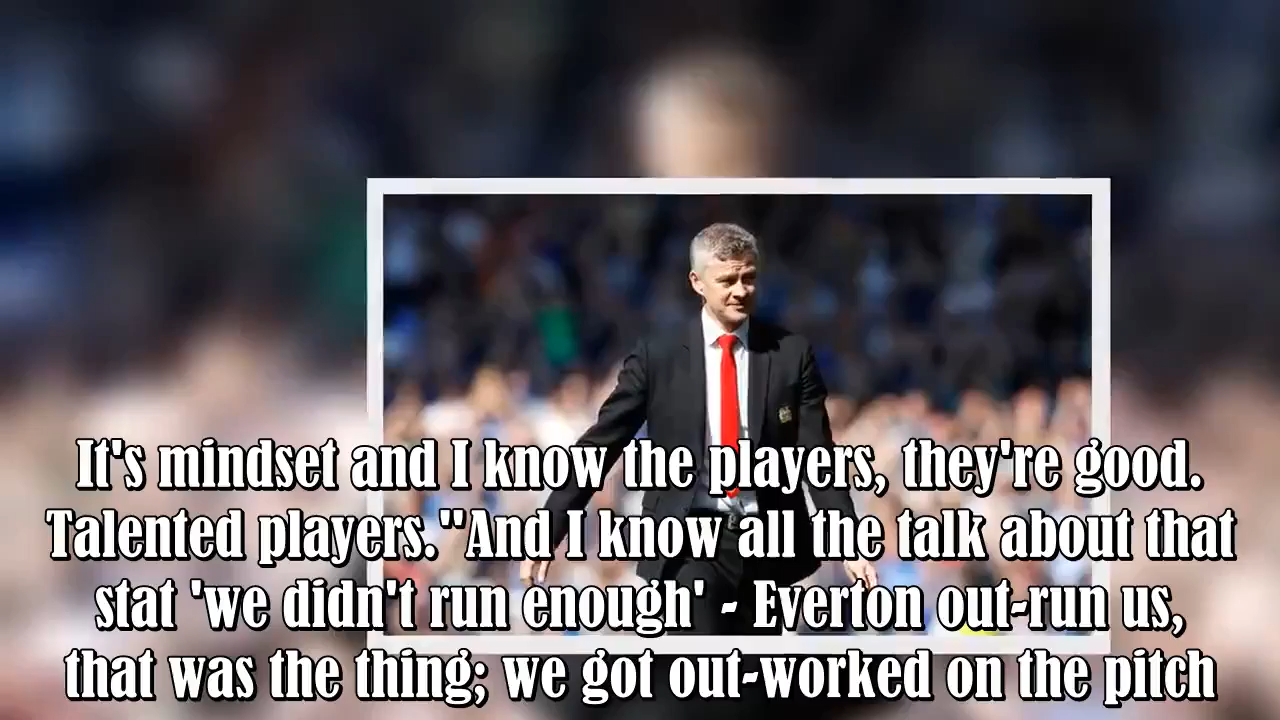 It's mindset and I know the players, they're good.
Talented players."And I know all the talk about that
stat 'we didn't run enough' - Everton out-run us,
that was the thing; we got out-worked on the pitch